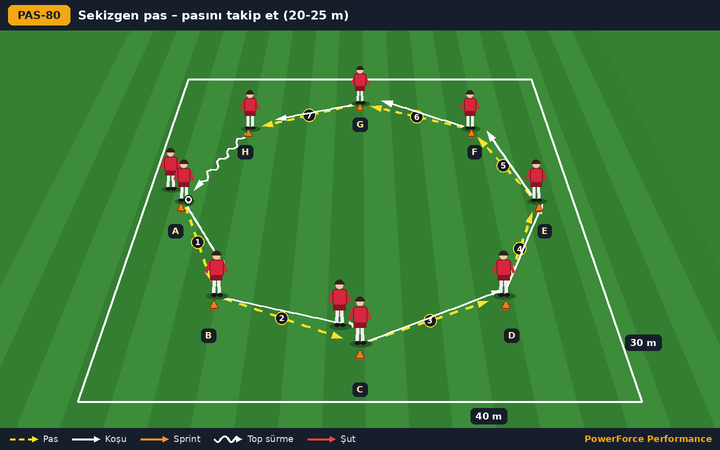 PAS-80 Sekizgen pas – pasını takip et (20-25 m)
G
H
F
7
6
5
A
E
1
4
B
2
3
D
C
30 m
40 m
Pas Koşu Sprint Top sürme Şut PowerForce Performance